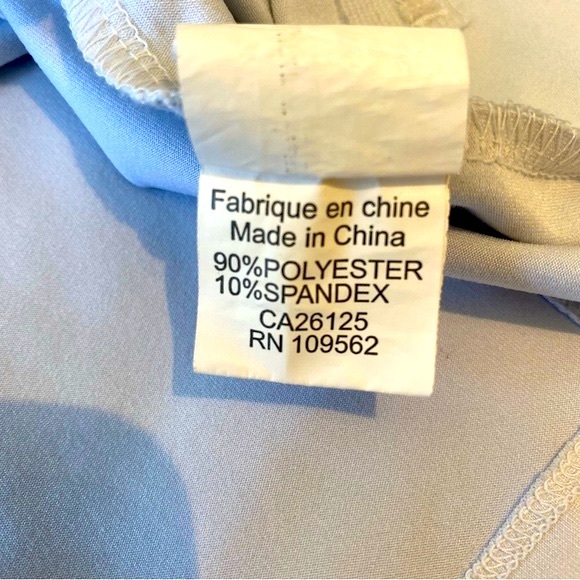 Fabrique en chine
Made in China
90%POLYESTER
10%SPANDEX
CA26125
RN 109562